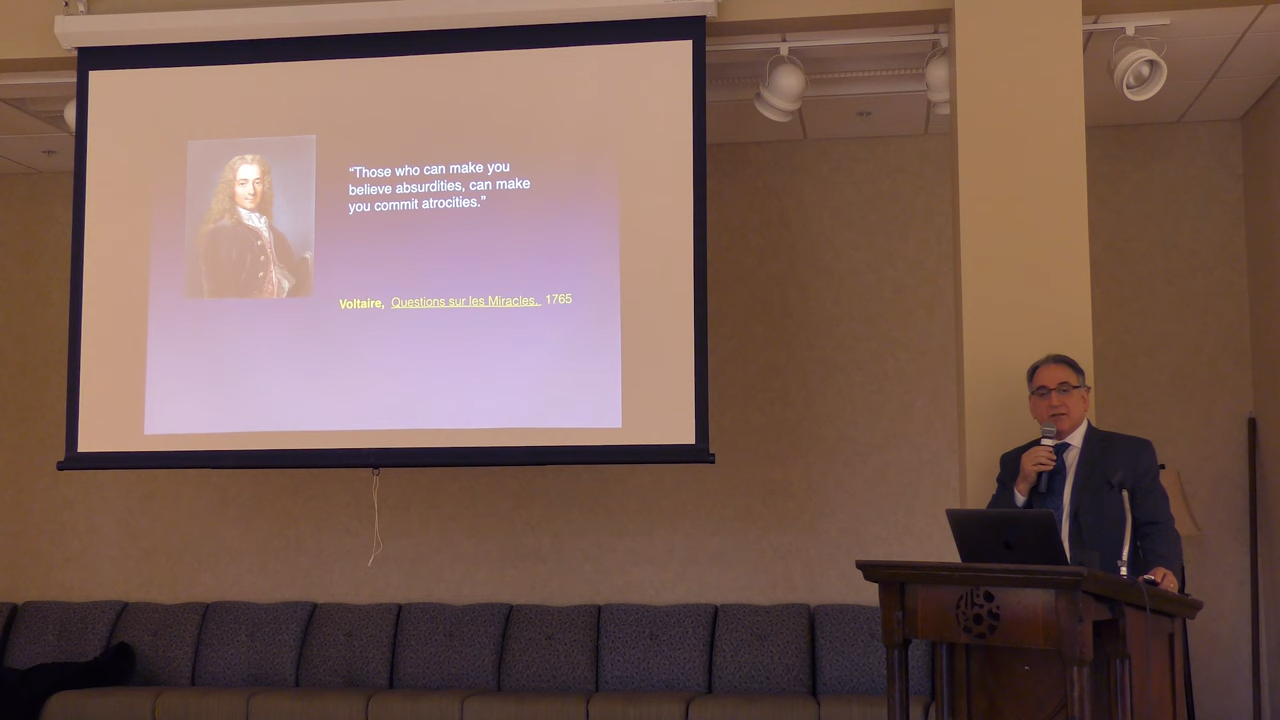 “Those who can make you
believe absurdities, can make
you commit atrocities.”
Voltaire, Questions sur les Miracles. 1765